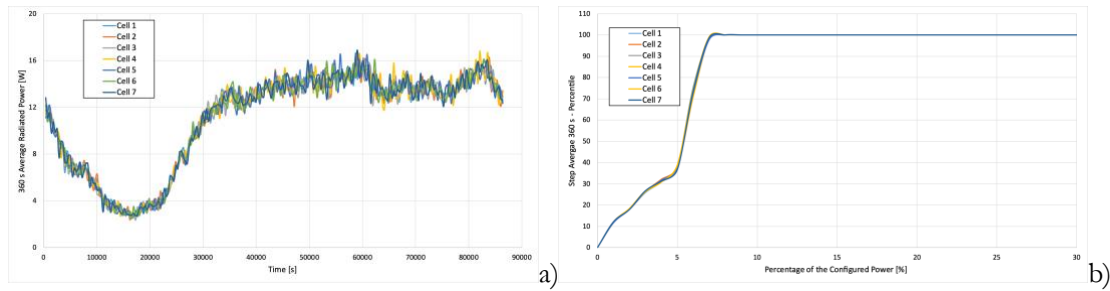 360 s Average Radiated Power [W]
20
16
12
8
4
0
Cell 1
Cell 2
Cell 3
Cell 4
Cell 5
Cell 6
Cell 7
0 10000 20000 30000 40000 50000 60000 70000 80000 90000
Time [s]
a)
Step Avergae 360 s - Percentile
110
100
90
80
70
60
50
40
30
20
10
0
Cell 1
Cell 2
Cell 3
Cell 4
Cell 5
Cell 6
Cell 7
0 5 10 15 20 25 30
Percentage of the Configured Power [%]
b)